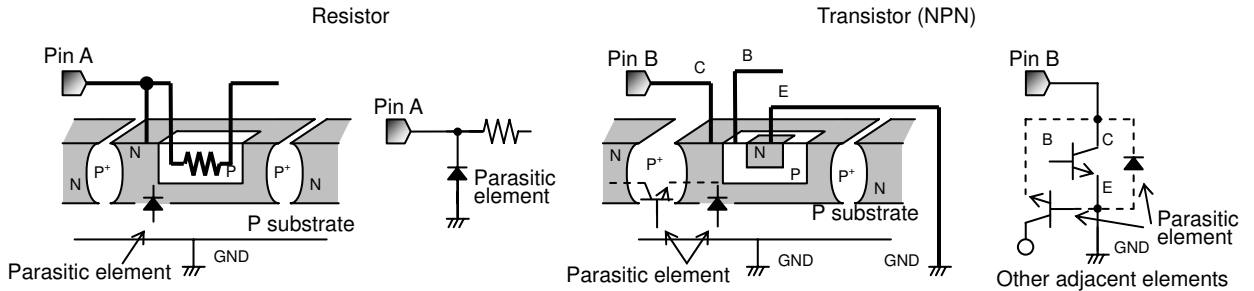 Resistor
Pin A
N
P+
N
P
P+
N
P substrate
Parasitic element
GND
Pin A
Parasitic
element
Transistor (NPN)
Pin B
C
B
E
N
P+
N
P
P+
N
P substrate
Parasitic element
GND
GND
Pin B
B
C
E
GND
Parasitic
element
Other adjacent elements